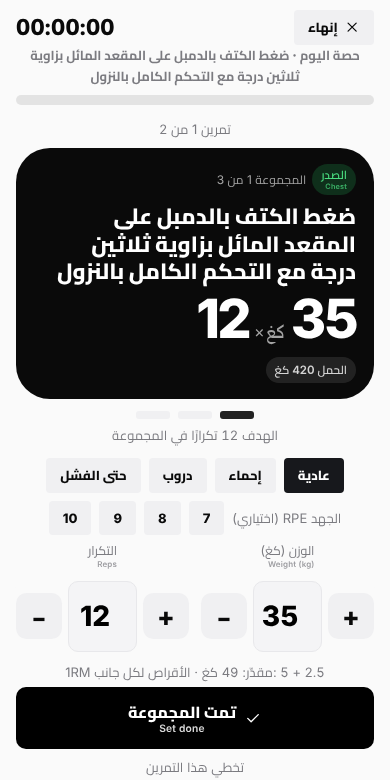 إنهاء
00:00:00
حصة اليوم · ضغط الكتف بالدمبل على المقعد المائل بزاوية
ثلاثين درجة مع التحكم الكامل بالنزول
تمرين 1 من 2
الصدر
Chest
المجموعة 1 من 3
ضغط الكتف بالدمبل على
المقعد المائل بزاوية ثلاثين
درجة مع التحكم الكامل بالنزول
35 كغ × 12
الحمل 420 كغ
الهدف 12 تكرارًا في المجموعة
عادية
إحماء
دروب
حتى الفشل
الجهد RPE (اختياري)
7
8
9
10
الوزن (كغ)
Weight (kg)
التكرار
Reps
+
35
−
+
12
−
1RM مقدّر: 49 كغ · الأقراص لكل جانب: 5 + 2.5
تمت المجموعة
Set done
تخطي هذا التمرين